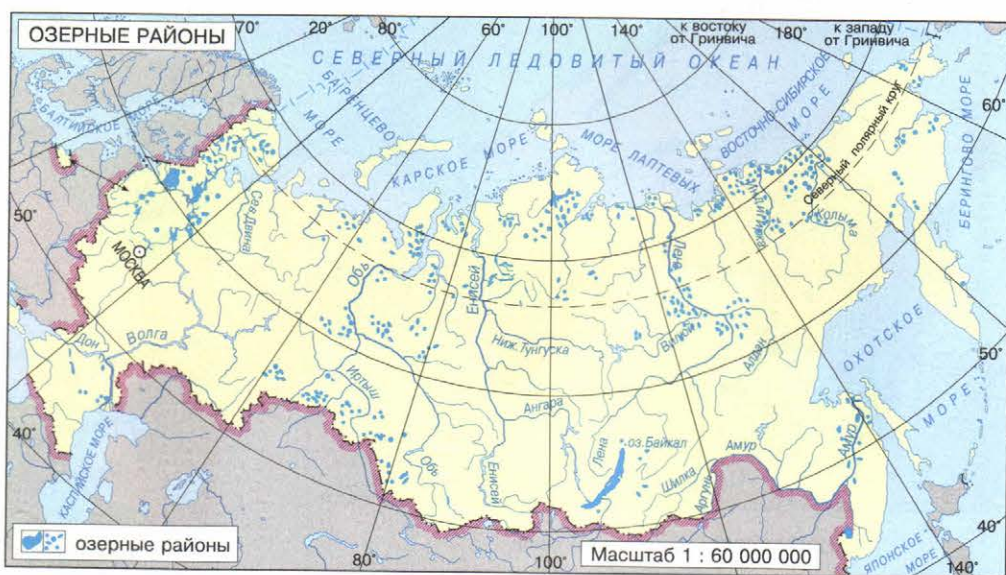 ОЗЕРНЫЕ РАЙОНЫ
70°
20°
80°
60°
100°
120°
140°
к востоку
от Гринвича
180°
к западу
от Гринвича
СЕВЕРНЫЙ ЛЕДОВИТЫЙ ОКЕАН
БАЛТИЙСКОЕ МОРЕ
БАРЕНЦЕВО
МОРЕ
КАРСКОЕ МОРЕ
МОРЕ ЛАПТЕВЫХ
ВОСТОЧНО-СИБИРСКОЕ
МОРЕ
Северный полярный круг
60°
БЕРИНГОВО МОРЕ
50°
Сев. Двина
МОСКВА
Обь
Енисей
Лена
Колыма
Дон
Волга
Ниж. Тунгуска
Вилюй
Алдан
ОХОТСКОЕ
МОРЕ
50°
Иртыш
Ангара
40°
КАСПИЙСКОЕ МОРЕ
Обь
Енисей
Лена
оз. Байкал
Шилка
Амур
Аргунь
Амур
40°
озерные районы
80°
100°
Масштаб 1 : 60 000 000
ЯПОНСКОЕ
МОРЕ
140°